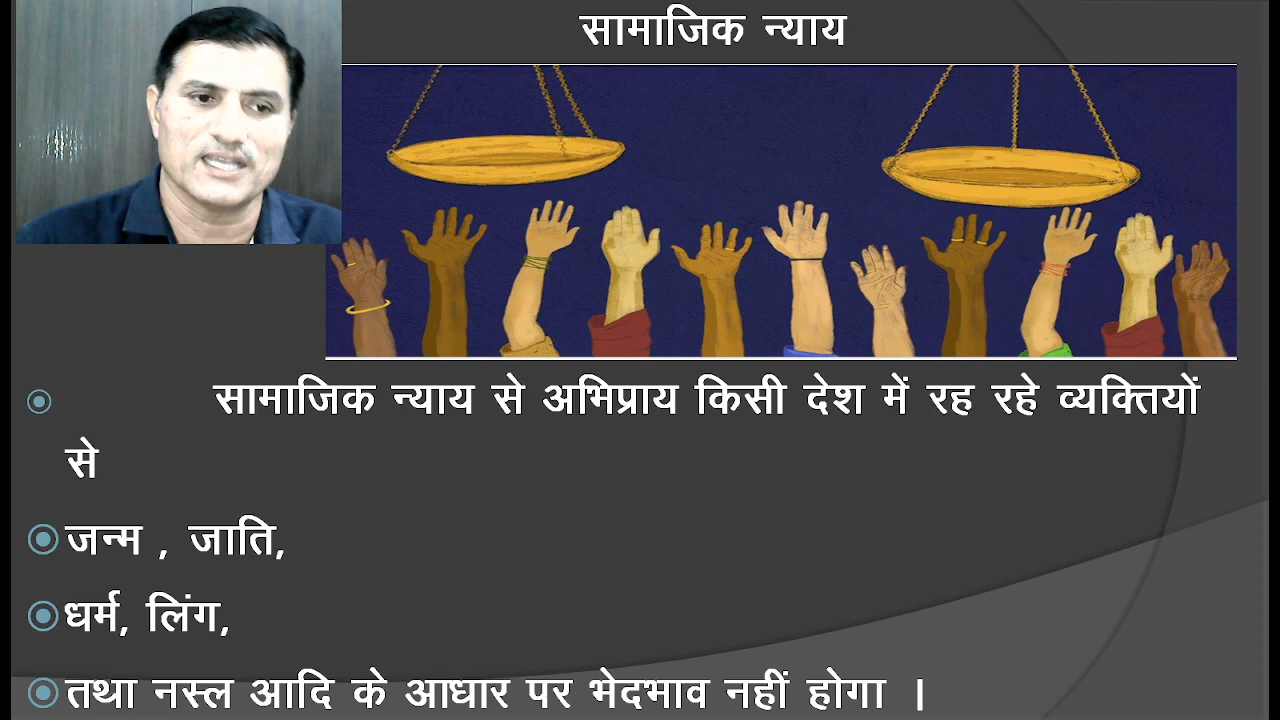 सामाजिक न्याय
सामाजिक न्याय से अभिप्राय किसी देश में रह रहे व्यक्तियों
से
जन्म , जाति,
धर्म, लिंग,
तथा नस्ल आदि के आधार पर भेदभाव नहीं होगा ।